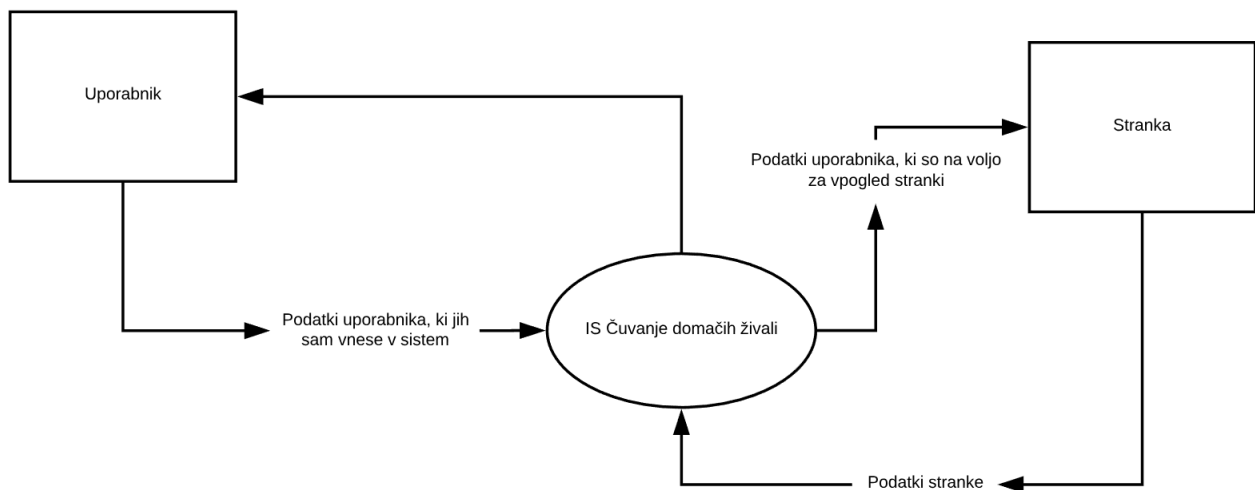 Uporabnik
Stranka
Podatki uporabnika, ki so na voljo
za vpogled stranki
Podatki uporabnika, ki jih
sam vnese v sistem
IS Čuvanje domačih živali
Podatki stranke